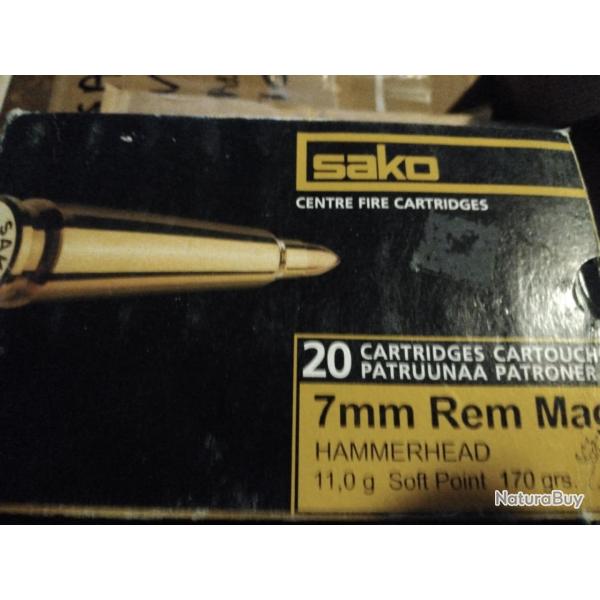 sako
CENTRE FIRE CARTRIDGES
SAK
20 CARTRIDGES CARTOUCH
PATRUUNAA PATRONER
7mm Rem Mag
HAMMERHEAD
11,0 g Soft Point 170 grs.
NaturaBuy